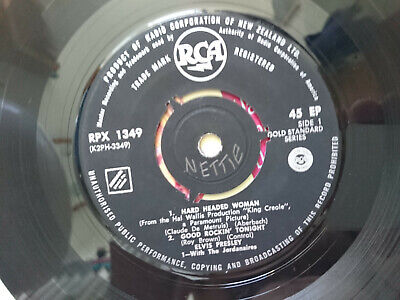 PRODUCT OF RADIO CORPORATION OF NEW ZEALAND LTD.
Authority of Radio Corporation of America
RCA
TRADE MARK REGISTERED
RPX 1349
(K2PH-3349)
45 EP
SIDE 1
GOLD STANDARD
SERIES
NETTIE
1. HARD HEADED WOMAN
(From the Hal Wallis Production "King Creole",
a Paramount Picture)
(Claude De Metruis) (Aberbach)
2. GOOD ROCKIN' TONIGHT
(Roy Brown) (Control)
ELVIS PRESLEY
1—With The Jordanaires
UNAUTHORISED PUBLIC PERFORMANCE, COPYING AND BROADCASTING OF THIS RECORD PROHIBITED